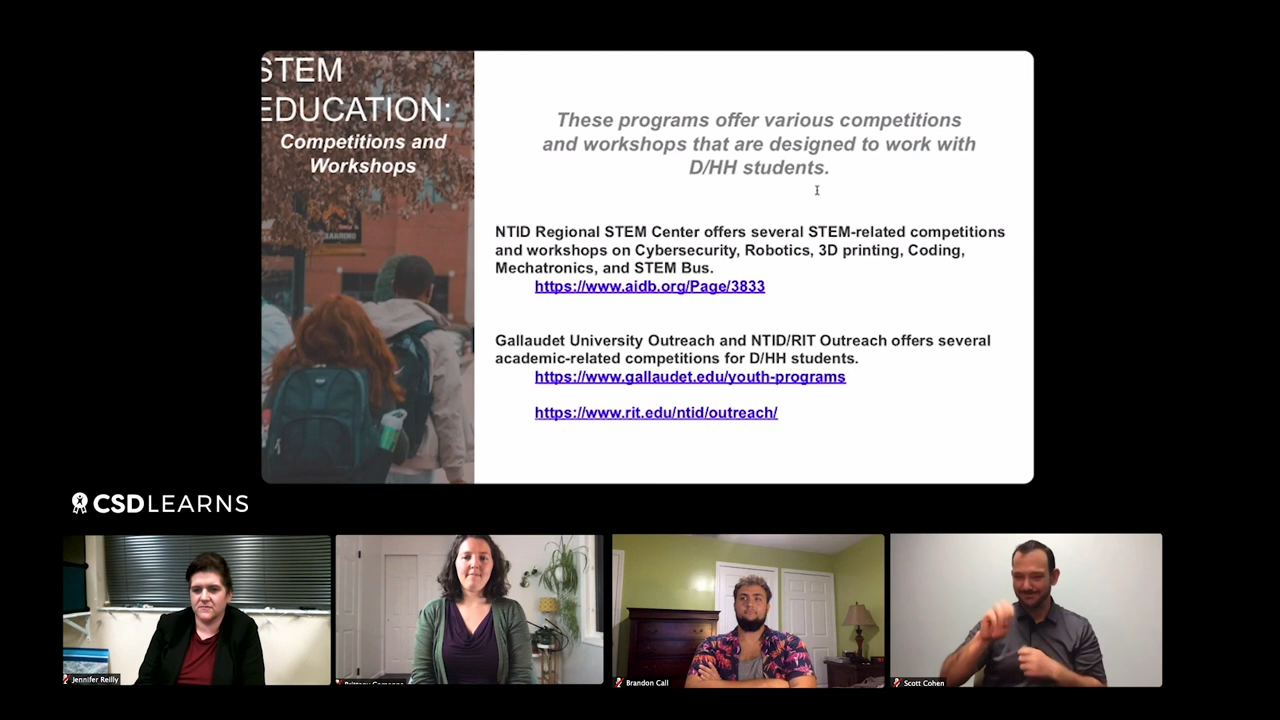 STEM
EDUCATION:
Competitions and
Workshops
These programs offer various competitions
and workshops that are designed to work with
D/HH students.
NTID Regional STEM Center offers several STEM-related competitions
and workshops on Cybersecurity, Robotics, 3D printing, Coding,
Mechatronics, and STEM Bus.
https://www.aidb.org/Page/3833
Gallaudet University Outreach and NTID/RIT Outreach offers several
academic-related competitions for D/HH students.
https://www.gallaudet.edu/youth-programs
https://www.rit.edu/ntid/outreach/
CSDLEARNS
Jennifer Reilly
Brandon Call
Scott Cohen